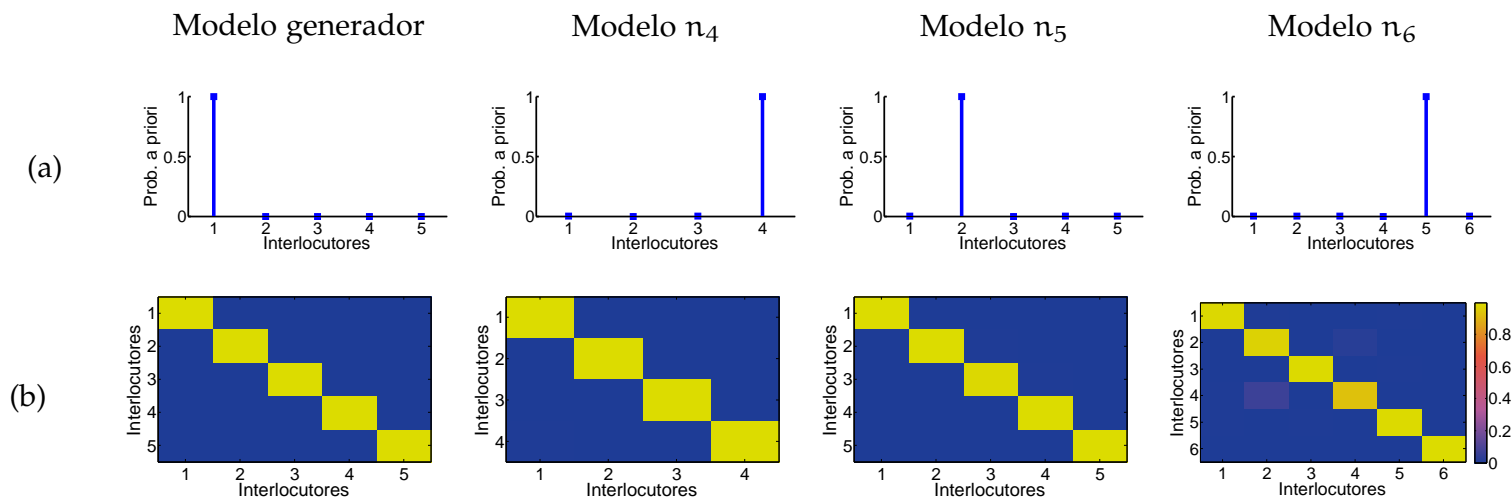 Modelo generador
Modelo n4
Modelo n5
Modelo n6
(a)
Prob. a priori
1
0.5
0
1 2 3 4 5
Interlocutores
Prob. a priori
1
0.5
0
1 2 3 4
Interlocutores
Prob. a priori
1
0.5
0
1 2 3 4 5
Interlocutores
Prob. a priori
1
0.5
0
1 2 3 4 5 6
Interlocutores
(b)
Interlocutores
1
2
3
4
5
1 2 3 4 5
Interlocutores
Interlocutores
1
2
3
4
1 2 3 4
Interlocutores
Interlocutores
1
2
3
4
5
1 2 3 4 5
Interlocutores
Interlocutores
1
2
3
4
5
6
1 2 3 4 5 6
Interlocutores
0.8
0.6
0.4
0.2
0